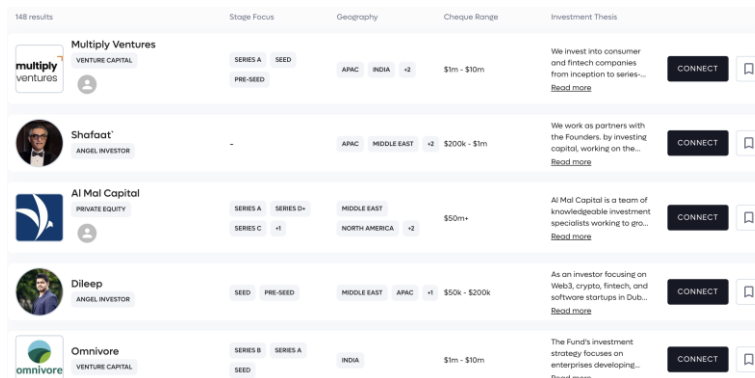 148 results Stage Focus Geography Cheque Range Investment Thesis
multiply
ventures
Multiply Ventures
VENTURE CAPITAL
SERIES A SEED
PRE-SEED
APAC INDIA +2
$1m - $10m
We invest into consumer
and fintech companies
from inception to series-...
Read more
CONNECT
Shafaat`
ANGEL INVESTOR
-
APAC MIDDLE EAST +2
$200k - $1m
We work as partners with
the Founders. by investing
capital, working on the...
Read more
CONNECT
Al Mal Capital
PRIVATE EQUITY
SERIES A SERIES D+
SERIES C +1
MIDDLE EAST
NORTH AMERICA +2
$50m+
Al Mal Capital is a team of
knowledgeable investment
specialists working to gro...
Read more
CONNECT
Dileep
ANGEL INVESTOR
SEED PRE-SEED
MIDDLE EAST APAC +1
$50k - $200k
As an investor focusing on
Web3, crypto, fintech, and
software startups in Dub...
Read more
CONNECT
omnivore
Omnivore
VENTURE CAPITAL
SERIES B SERIES A
SEED
INDIA
$1m - $10m
The Fund's investment
strategy focuses on
enterprises developing...
Read more
CONNECT